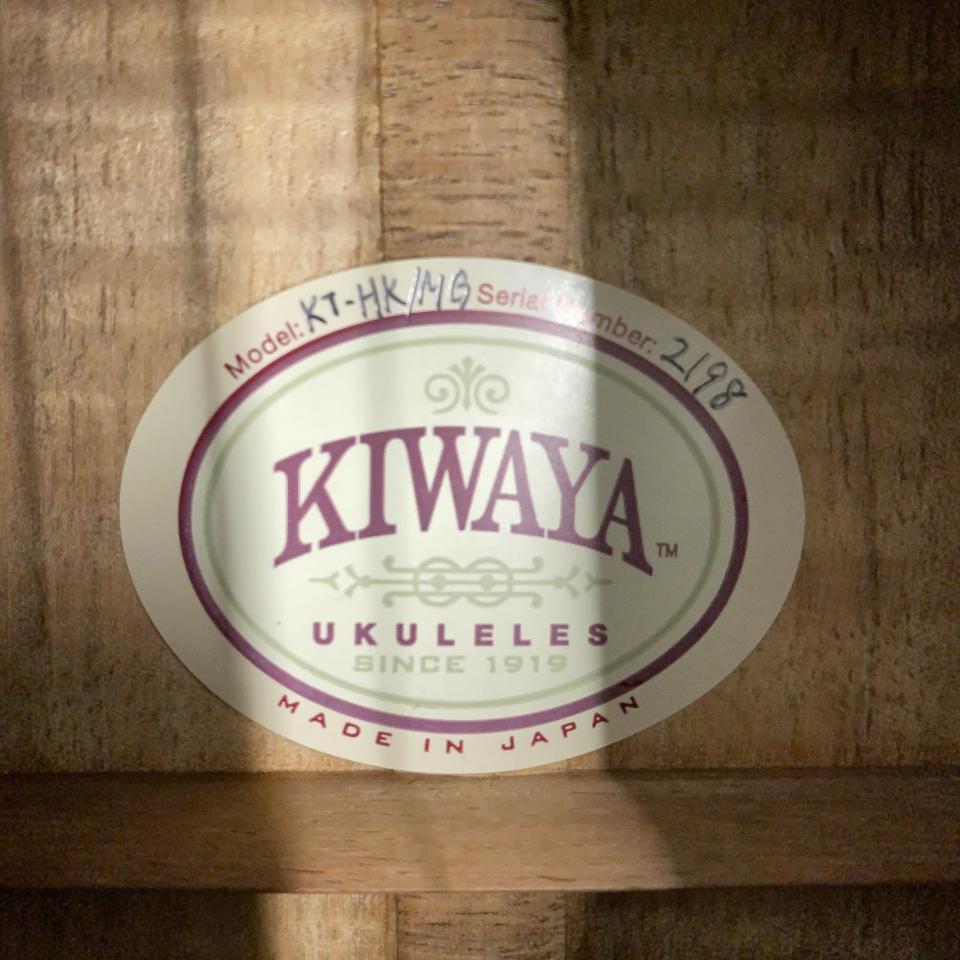 Model: KT-HK/MG Serial Number: 2198
KIWAYA™
UKULELES
SINCE 1919
MADE IN JAPAN